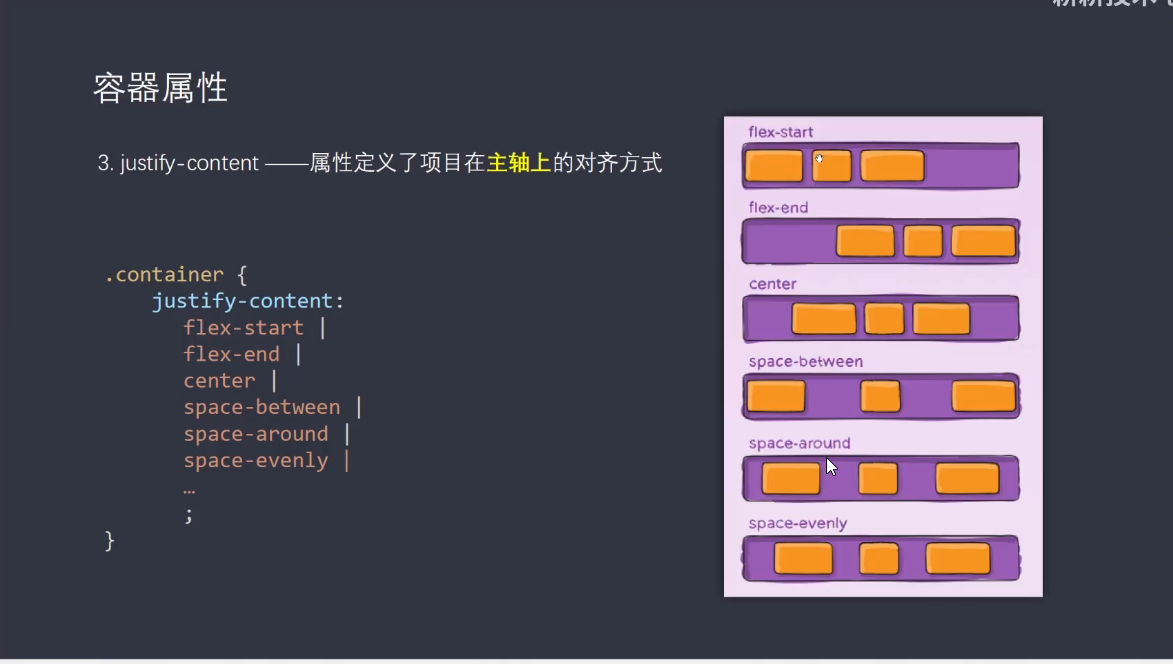 容器属性
3. justify-content ——属性定义了项目在主轴上的对齐方式
.container {
justify-content:
flex-start |
flex-end |
center |
space-between |
space-around |
space-evenly |
…
;
}
flex-start
flex-end
center
space-between
space-around
space-evenly